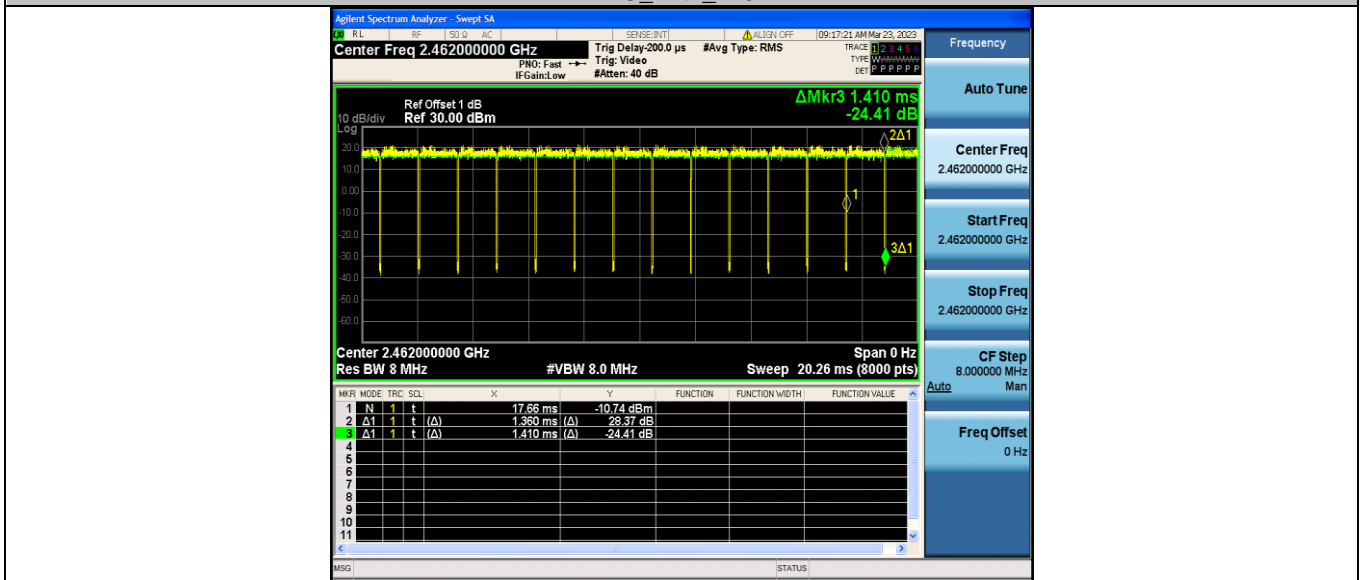 Agilent Spectrum Analyzer - Swept SA
RL RF 50 Ω AC SENSE:INT ALIGN OFF 09:17:21 AM Mar 23, 2023
Center Freq 2.462000000 GHz
PNO: Fast
IFGain:Low
Trig Delay-200.0 µs
Trig: Video
#Atten: 40 dB
#Avg Type: RMS
TRACE 1 2 3 4 5 6
TYPE W
DET P P P P P P
ΔMkr3 1.410 ms
-24.41 dB
Ref Offset 1 dB
10 dB/div Ref 30.00 dBm
Log
20.0
10.0
0.00
-10.0
-20.0
-30.0
-40.0
-50.0
-60.0
2Δ1
1
3Δ1
Center 2.462000000 GHz Span 0 Hz
Res BW 8 MHz #VBW 8.0 MHz Sweep 20.26 ms (8000 pts)
MKR MODE TRC SCL X Y FUNCTION FUNCTION WIDTH FUNCTION VALUE
1 N 1 t 17.66 ms -10.74 dBm
2 Δ1 1 t (Δ) 1.360 ms (Δ) 28.37 dB
3 Δ1 1 t (Δ) 1.410 ms (Δ) -24.41 dB
4
5
6
7
8
9
10
11
MSG STATUS
Frequency
Auto Tune
Center Freq
2.462000000 GHz
Start Freq
2.462000000 GHz
Stop Freq
2.462000000 GHz
CF Step
8.000000 MHz
Auto Man
Freq Offset
0 Hz